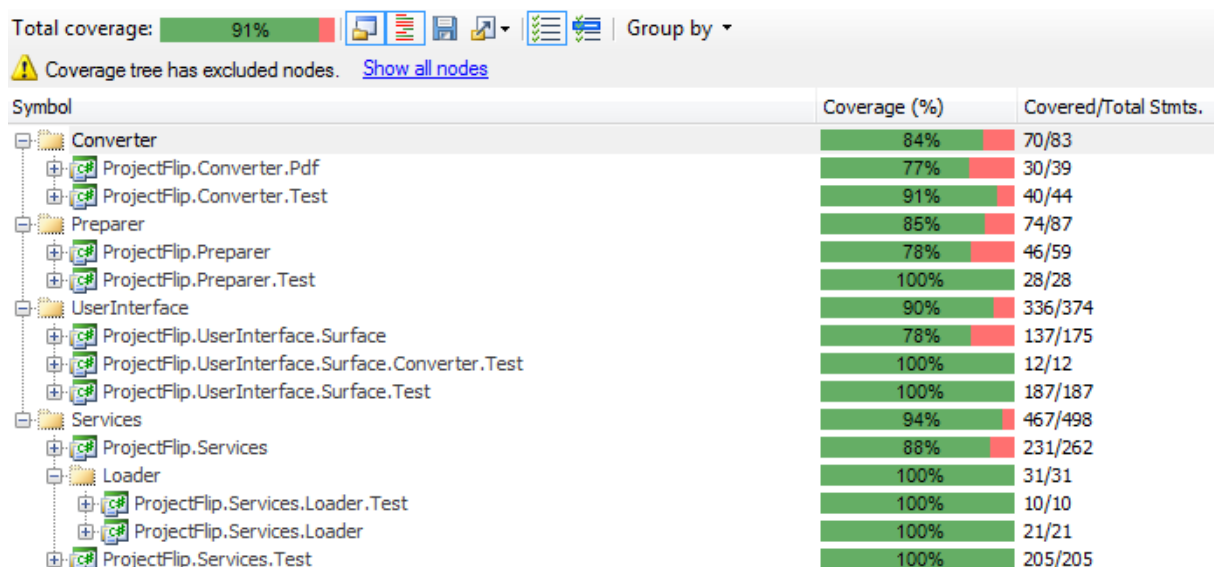 Total coverage: 91% Group by
Coverage tree has excluded nodes. Show all nodes
Symbol Coverage (%) Covered/Total Stmts.
Converter 84% 70/83
ProjectFlip.Converter.Pdf 77% 30/39
ProjectFlip.Converter.Test 91% 40/44
Preparer 85% 74/87
ProjectFlip.Preparer 78% 46/59
ProjectFlip.Preparer.Test 100% 28/28
UserInterface 90% 336/374
ProjectFlip.UserInterface.Surface 78% 137/175
ProjectFlip.UserInterface.Surface.Converter.Test 100% 12/12
ProjectFlip.UserInterface.Surface.Test 100% 187/187
Services 94% 467/498
ProjectFlip.Services 88% 231/262
Loader 100% 31/31
ProjectFlip.Services.Loader.Test 100% 10/10
ProjectFlip.Services.Loader 100% 21/21
ProjectFlip.Services.Test 100% 205/205